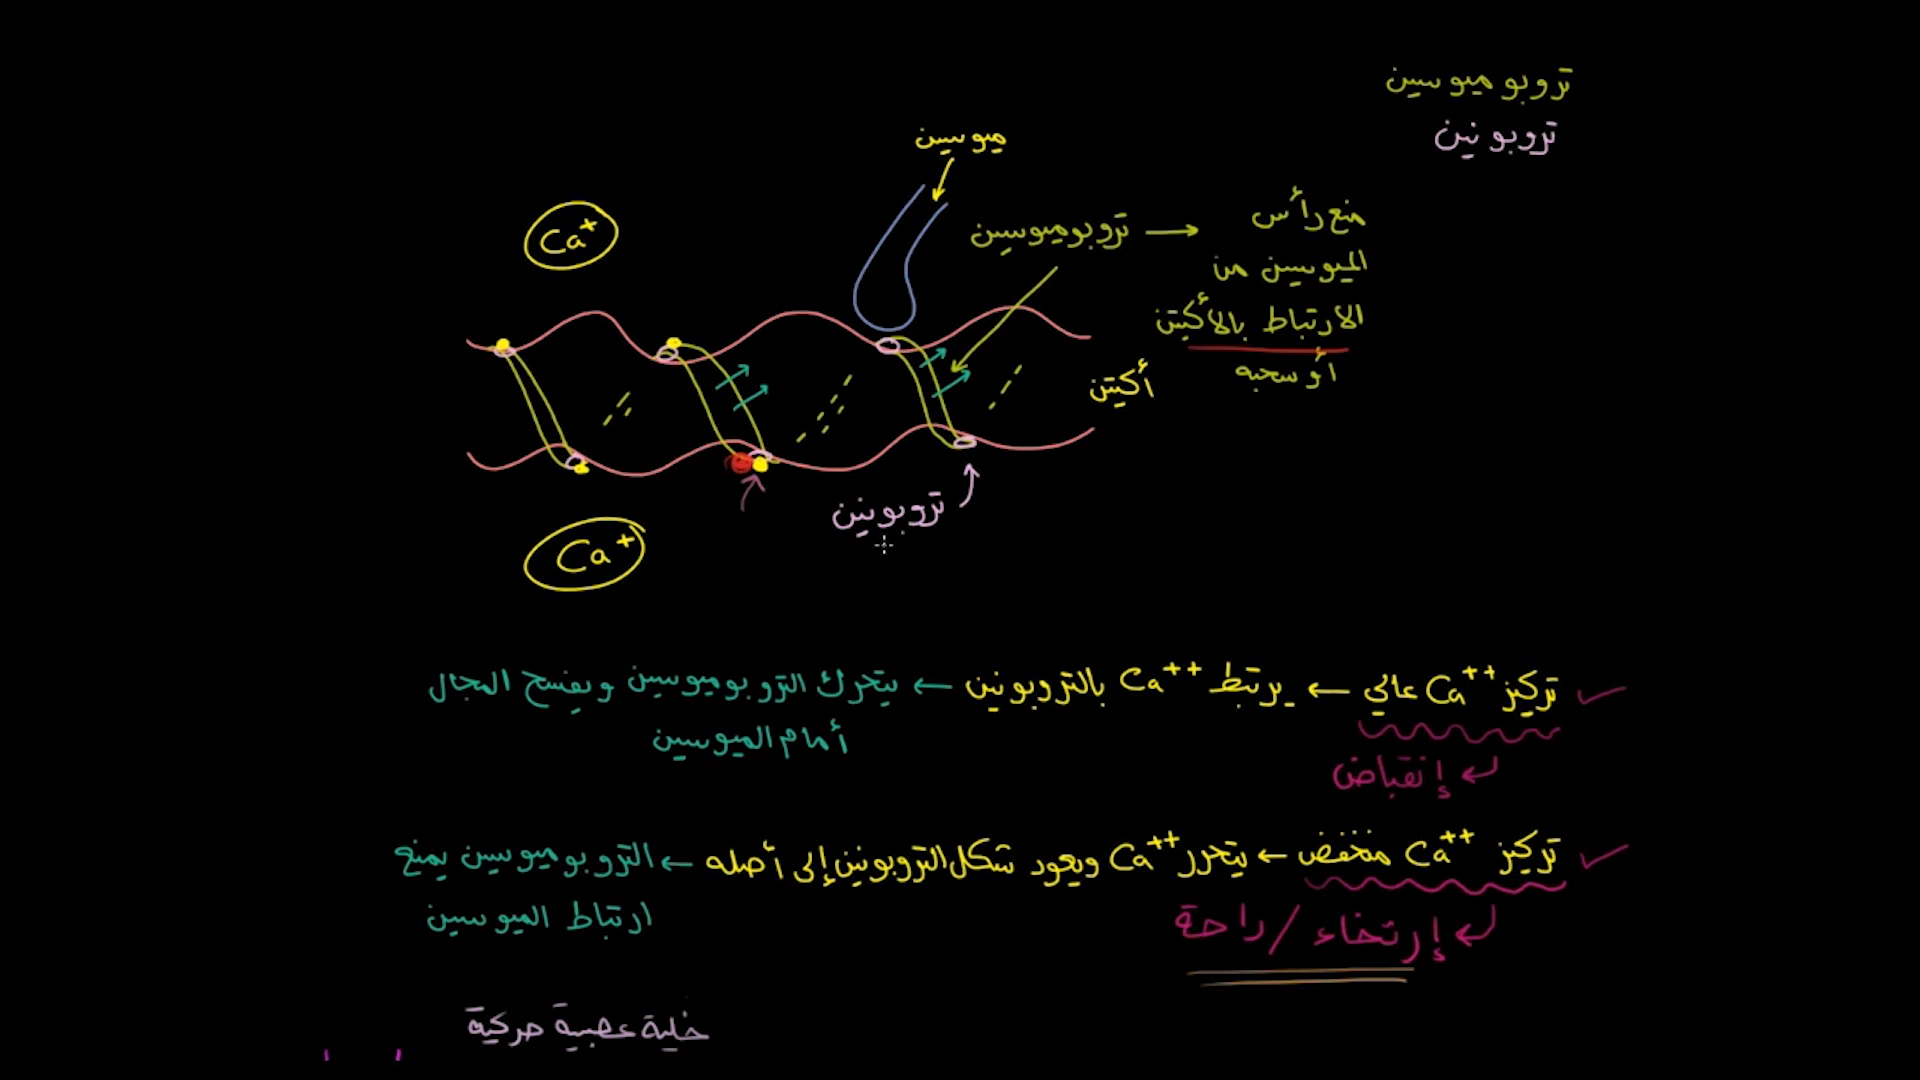 تروبوميوسين
تروبونين
ميوسين
Ca⁺
تروبوميوسين →
منع رأس
الميوسين من
الارتباط بالأكتين
أو سحبه
أكتين
تروبونين
Ca⁺
تركيز Ca⁺⁺ عالي ← يرتبط Ca⁺⁺ بالتروبونين ← يتحرك التروبوميوسين ويفسح المجال
أمام الميوسين
إنقباض
تركيز Ca⁺⁺ منخفض ← يتحرر Ca⁺⁺ ويعود شكل التروبونين إلى أصله ← التروبوميوسين يمنع
ارتباط الميوسين
إرتخاء / راحة
خلية عصبية حركية